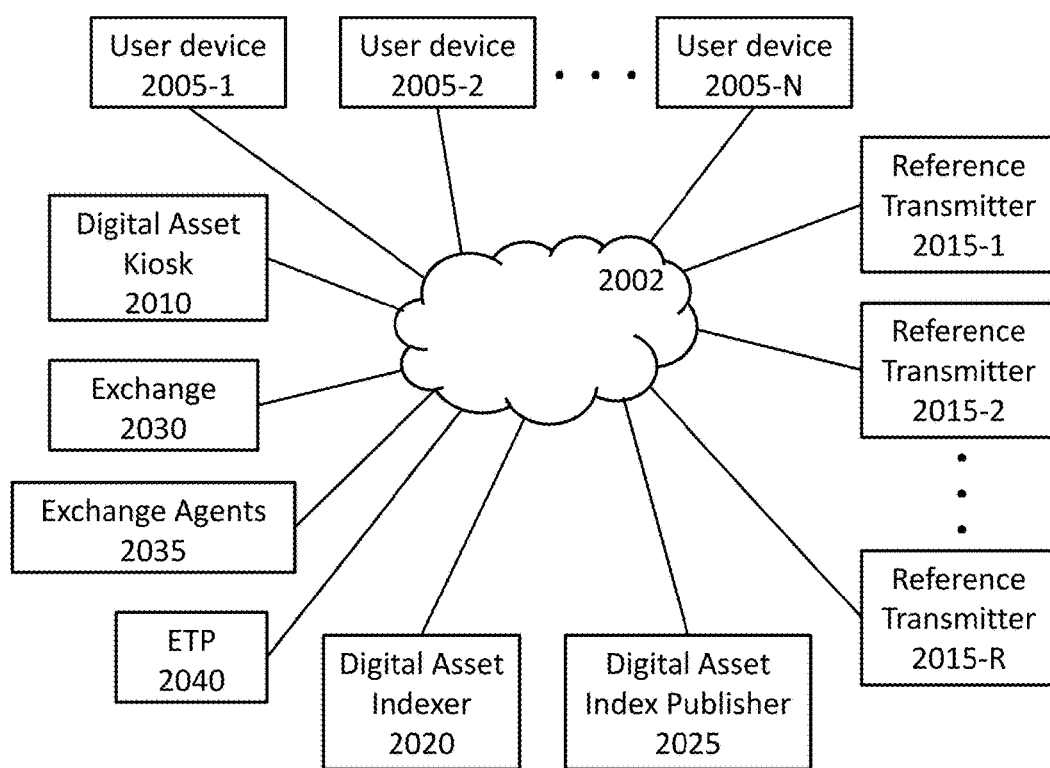 User device
2005-1
User device
2005-2
User device
2005-N
Reference
Transmitter
2015-1
Digital Asset
Kiosk
2010
2002
Reference
Transmitter
2015-2
Exchange
2030
Exchange Agents
2035
Reference
Transmitter
2015-R
ETP
2040
Digital Asset
Indexer
2020
Digital Asset
Index Publisher
2025